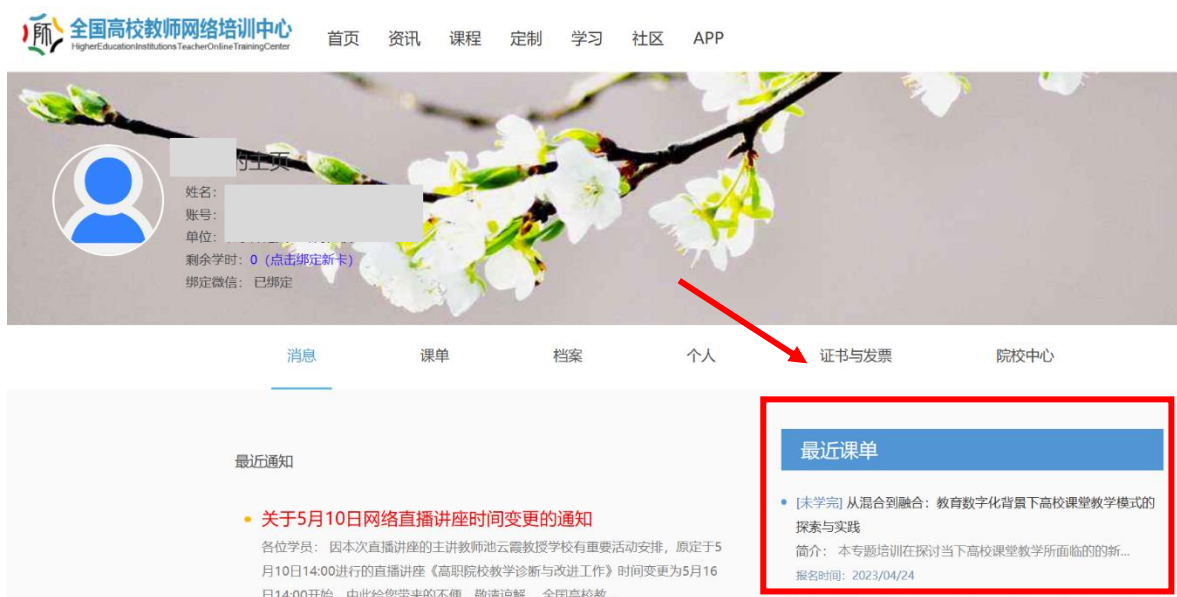 师
全国高校教师网络培训中心
HigherEducationInstitutionsTeacherOnlineTrainingCenter
首页 资讯 课程 定制 学习 社区 APP
的主页
姓名：
账号：
单位：
剩余学时：0（点击绑定新卡）
绑定微信： 已绑定
消息 课单 档案 个人 证书与发票 院校中心
最近通知
关于5月10日网络直播讲座时间变更的通知
各位学员： 因本次直播讲座的主讲教师池云霞教授学校有重要活动安排，原定于5
月10日14:00进行的直播讲座《高职院校教学诊断与改进工作》时间变更为5月16
日14:00开始，由此给您带来的不便，敬请谅解。 全国高校教...
最近课单
[未学完] 从混合到融合：教育数字化背景下高校课堂教学模式的
探索与实践
简介： 本专题培训在探讨当下高校课堂教学所面临的的新...
报名时间：2023/04/24